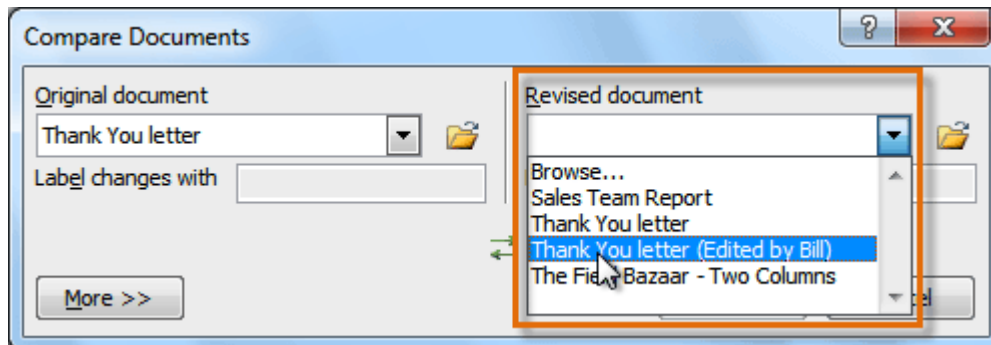 Compare Documents
Original document
Thank You letter
Label changes with
More >>
Revised document
Browse...
Sales Team Report
Thank You letter
Thank You letter (Edited by Bill)
Bazaar - Two Columns